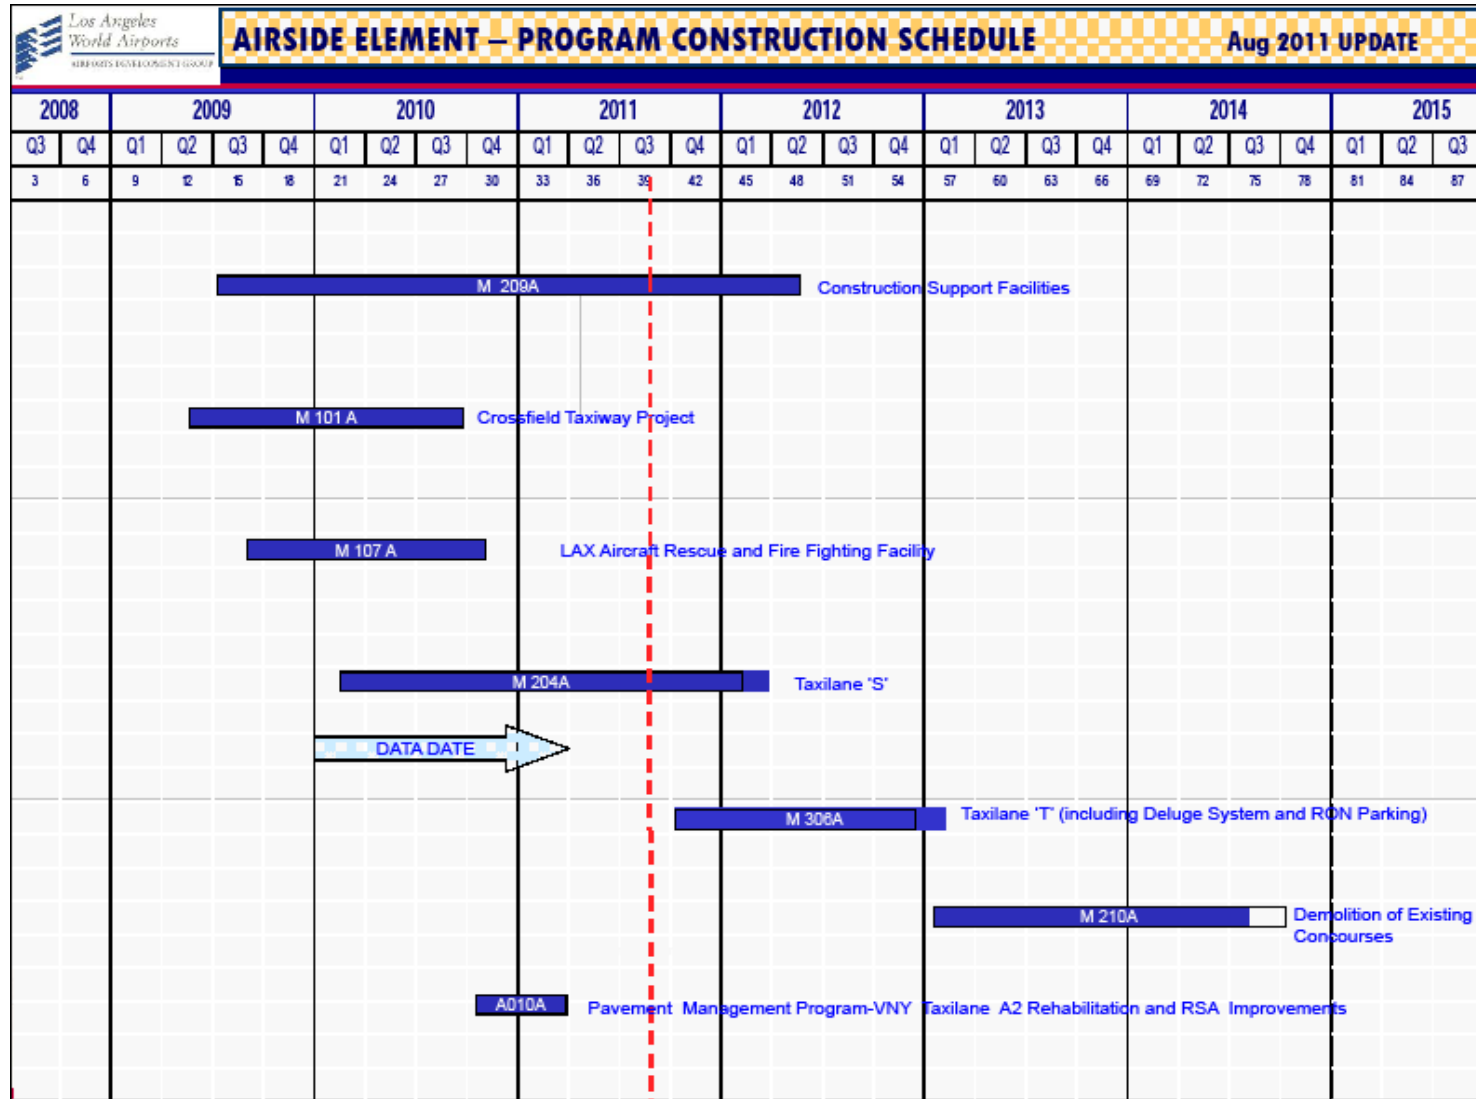 Los Angeles
World Airports
AIRPORTS DEVELOPMENT GROUP
AIRSIDE ELEMENT – PROGRAM CONSTRUCTION SCHEDULE
Aug 2011 UPDATE
2008 2009 2010 2011 2012 2013 2014 2015
Q3 Q4 Q1 Q2 Q3 Q4 Q1 Q2 Q3 Q4 Q1 Q2 Q3 Q4 Q1 Q2 Q3 Q4 Q1 Q2 Q3 Q4 Q1 Q2 Q3 Q4 Q1 Q2 Q3
3 6 9 12 15 18 21 24 27 30 33 36 39 42 45 48 51 54 57 60 63 66 69 72 75 78 81 84 87
M 209A Construction Support Facilities
M 101 A Crossfield Taxiway Project
M 107 A LAX Aircraft Rescue and Fire Fighting Facility
M 204A Taxilane 'S'
DATA DATE
M 306A Taxilane 'T' (including Deluge System and RON Parking)
M 210A Demolition of Existing
Concourses
A010A Pavement Management Program-VNY Taxilane A2 Rehabilitation and RSA Improvements